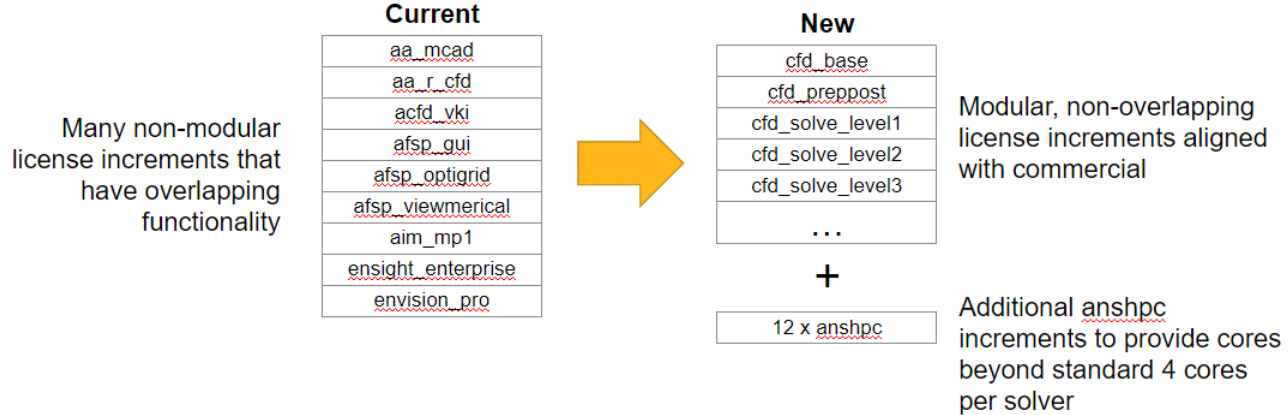 Current
aa_mcad
aa_r_cfd
acfd_vki
afsp_gui
afsp_optigrid
afsp_viewmerical
aim_mp1
ensight_enterprise
envision_pro
Many non-modular
license increments that
have overlapping
functionality
New
cfd_base
cfd_preppost
cfd_solve_level1
cfd_solve_level2
cfd_solve_level3
...
+
12 x anshpc
Modular, non-overlapping
license increments aligned
with commercial
Additional anshpc
increments to provide cores
beyond standard 4 cores
per solver